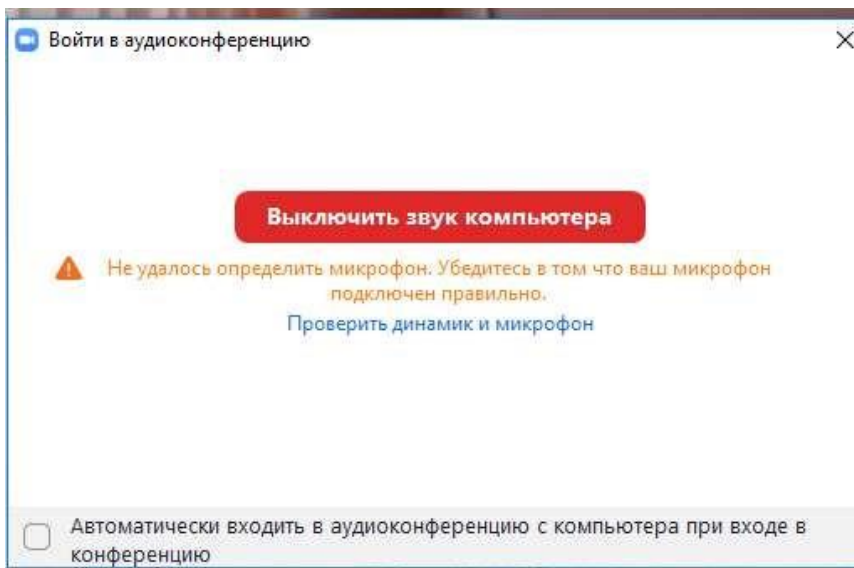 Войти в аудиоконференцию
Выключить звук компьютера
Не удалось определить микрофон. Убедитесь в том что ваш микрофон
подключен правильно.
Проверить динамик и микрофон
Автоматически входить в аудиоконференцию с компьютера при входе в
конференцию